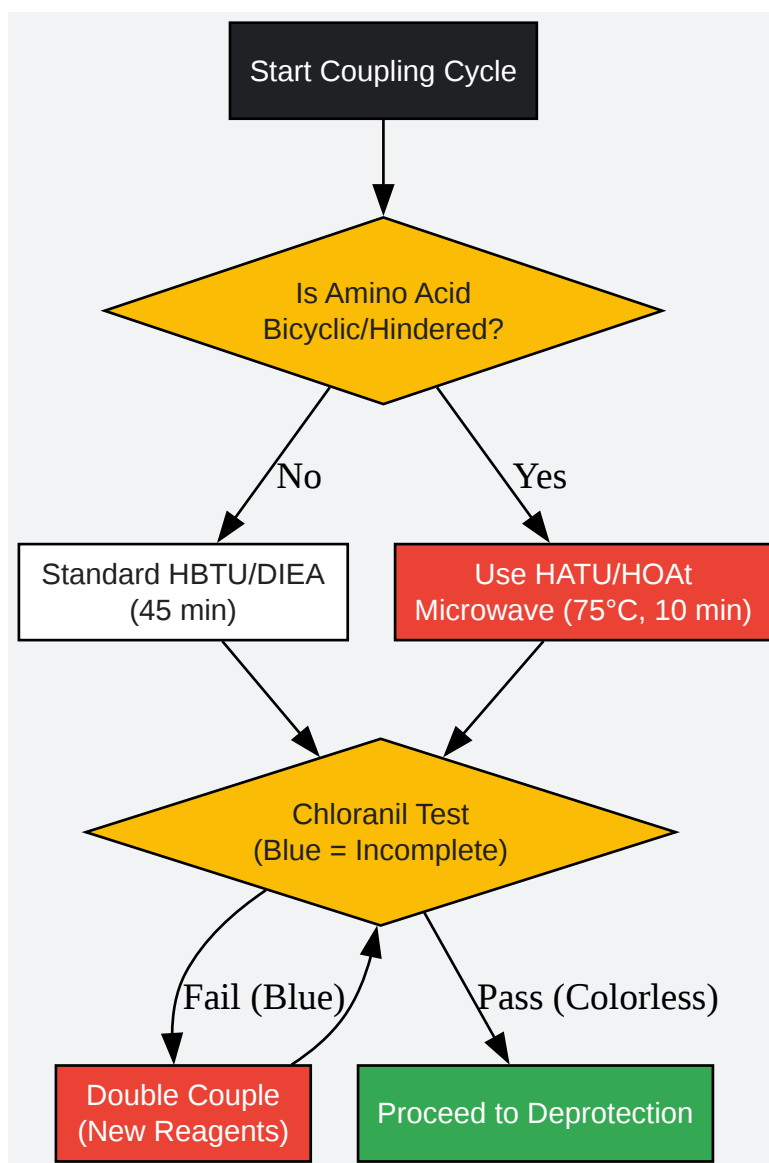 Start Coupling Cycle
Is Amino Acid
Bicyclic/Hindered?
No
Yes
Standard HBTU/DIEA
(45 min)
Use HATU/HOAt
Microwave (75°C, 10 min)
Chloranil Test
(Blue = Incomplete)
Fail (Blue)
Pass (Colorless)
Double Couple
(New Reagents)
Proceed to Deprotection